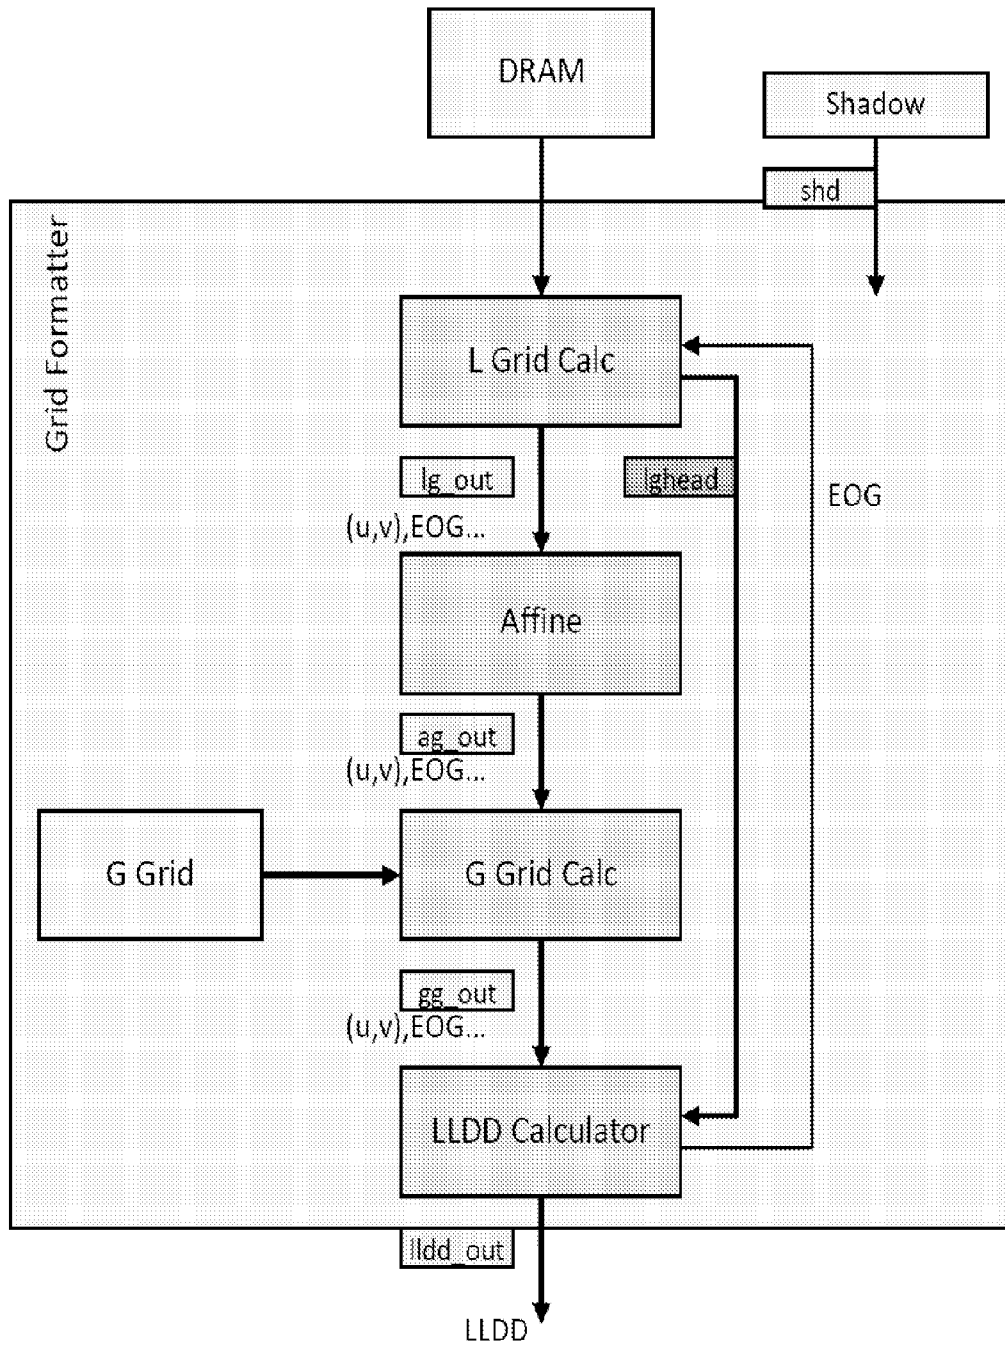 DRAM
Shadow
shd
Grid Formatter
L Grid Calc
lg_out
lghead
EOG
(u,v),EOG...
Affine
ag_out
(u,v),EOG...
G Grid
G Grid Calc
gg_out
(u,v),EOG...
LLDD Calculator
lldd_out
LLDD